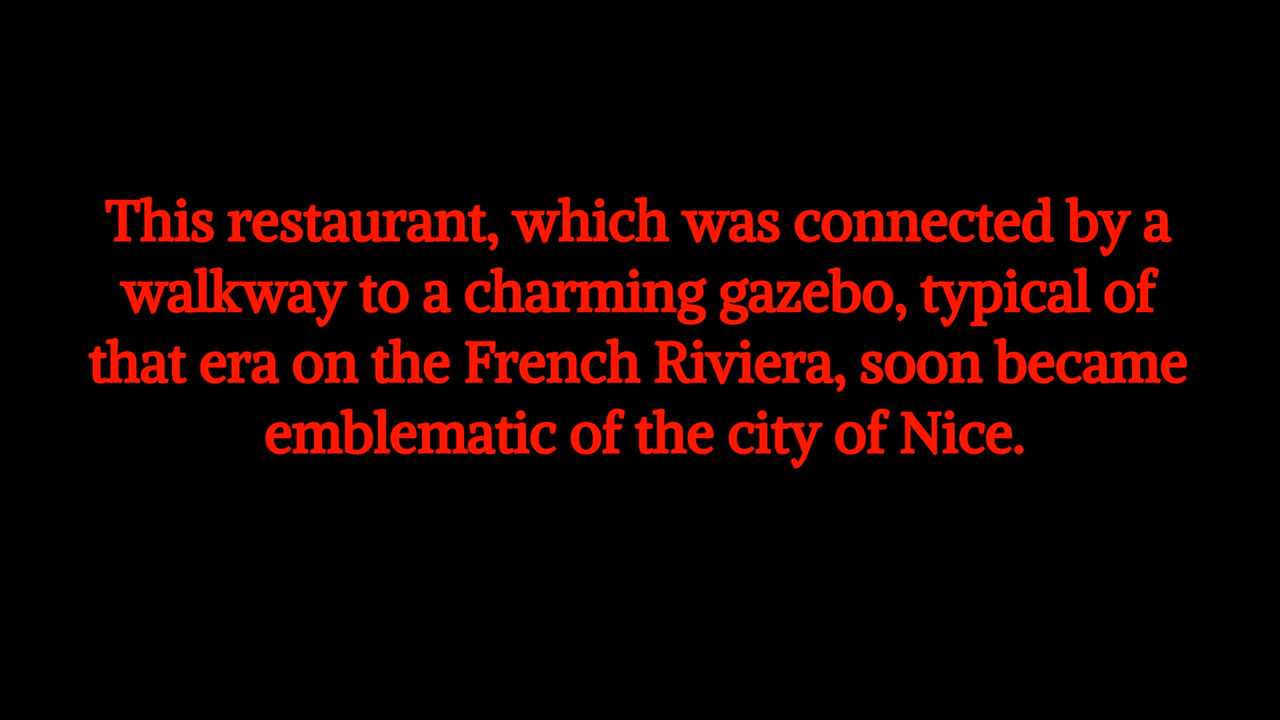 This restaurant, which was connected by a
walkway to a charming gazebo, typical of
that era on the French Riviera, soon became
emblematic of the city of Nice.